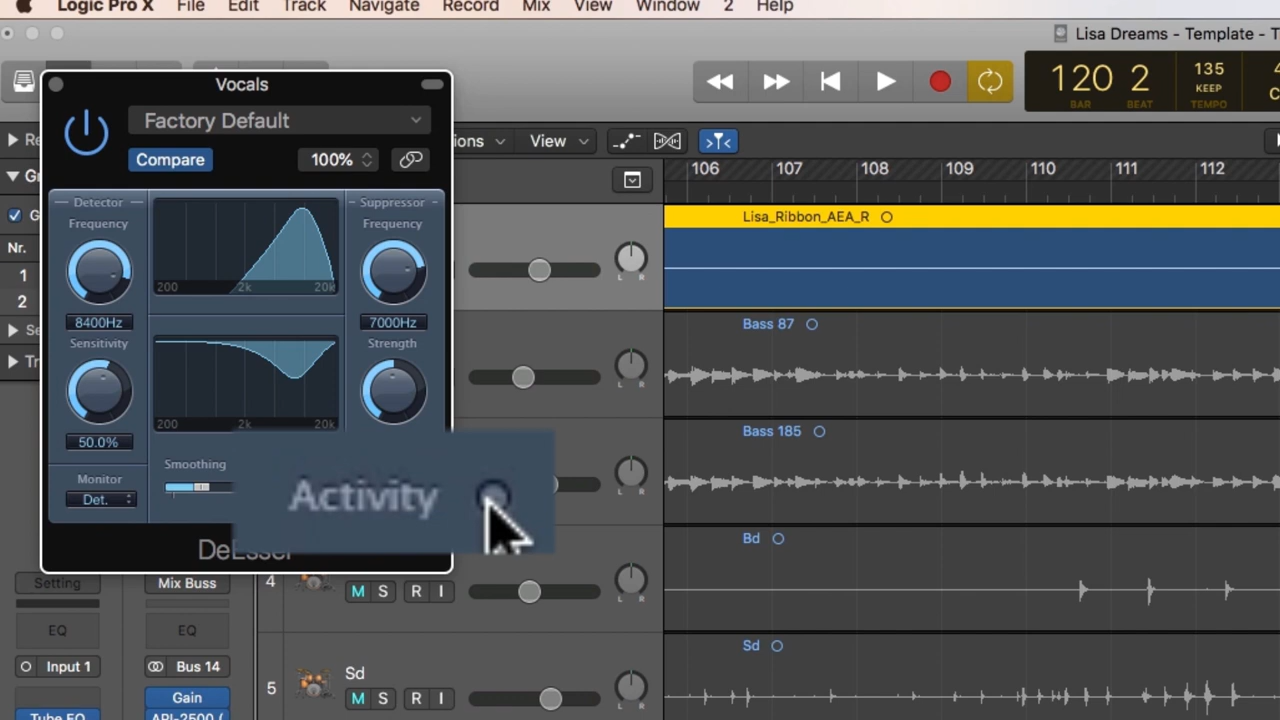 Logic Pro X File Edit Track Navigate Record Mix View Window 2 Help
Lisa Dreams - Template - T
Vocals
120 2
BAR BEAT
135
KEEP
TEMPO
Factory Default
Compare 100%
View
106 107 108 109 110 111 112
Detector
Frequency
8400Hz
Sensitivity
50.0%
Monitor
Det.
200 2k 20k
200 2k 20k
Smoothing
Suppressor
Frequency
7000Hz
Strength
Activity
DeEsser
Nr.
1
2
Lisa_Ribbon_AEA_R
L R
Bass 87
L R
Bass 185
L R
Bd
4 M S R I
L R
Sd
Sd
5 M S R I
L R
Setting Mix Buss
EQ EQ
Input 1 Bus 14
Gain
Tube EQ API-2500 (